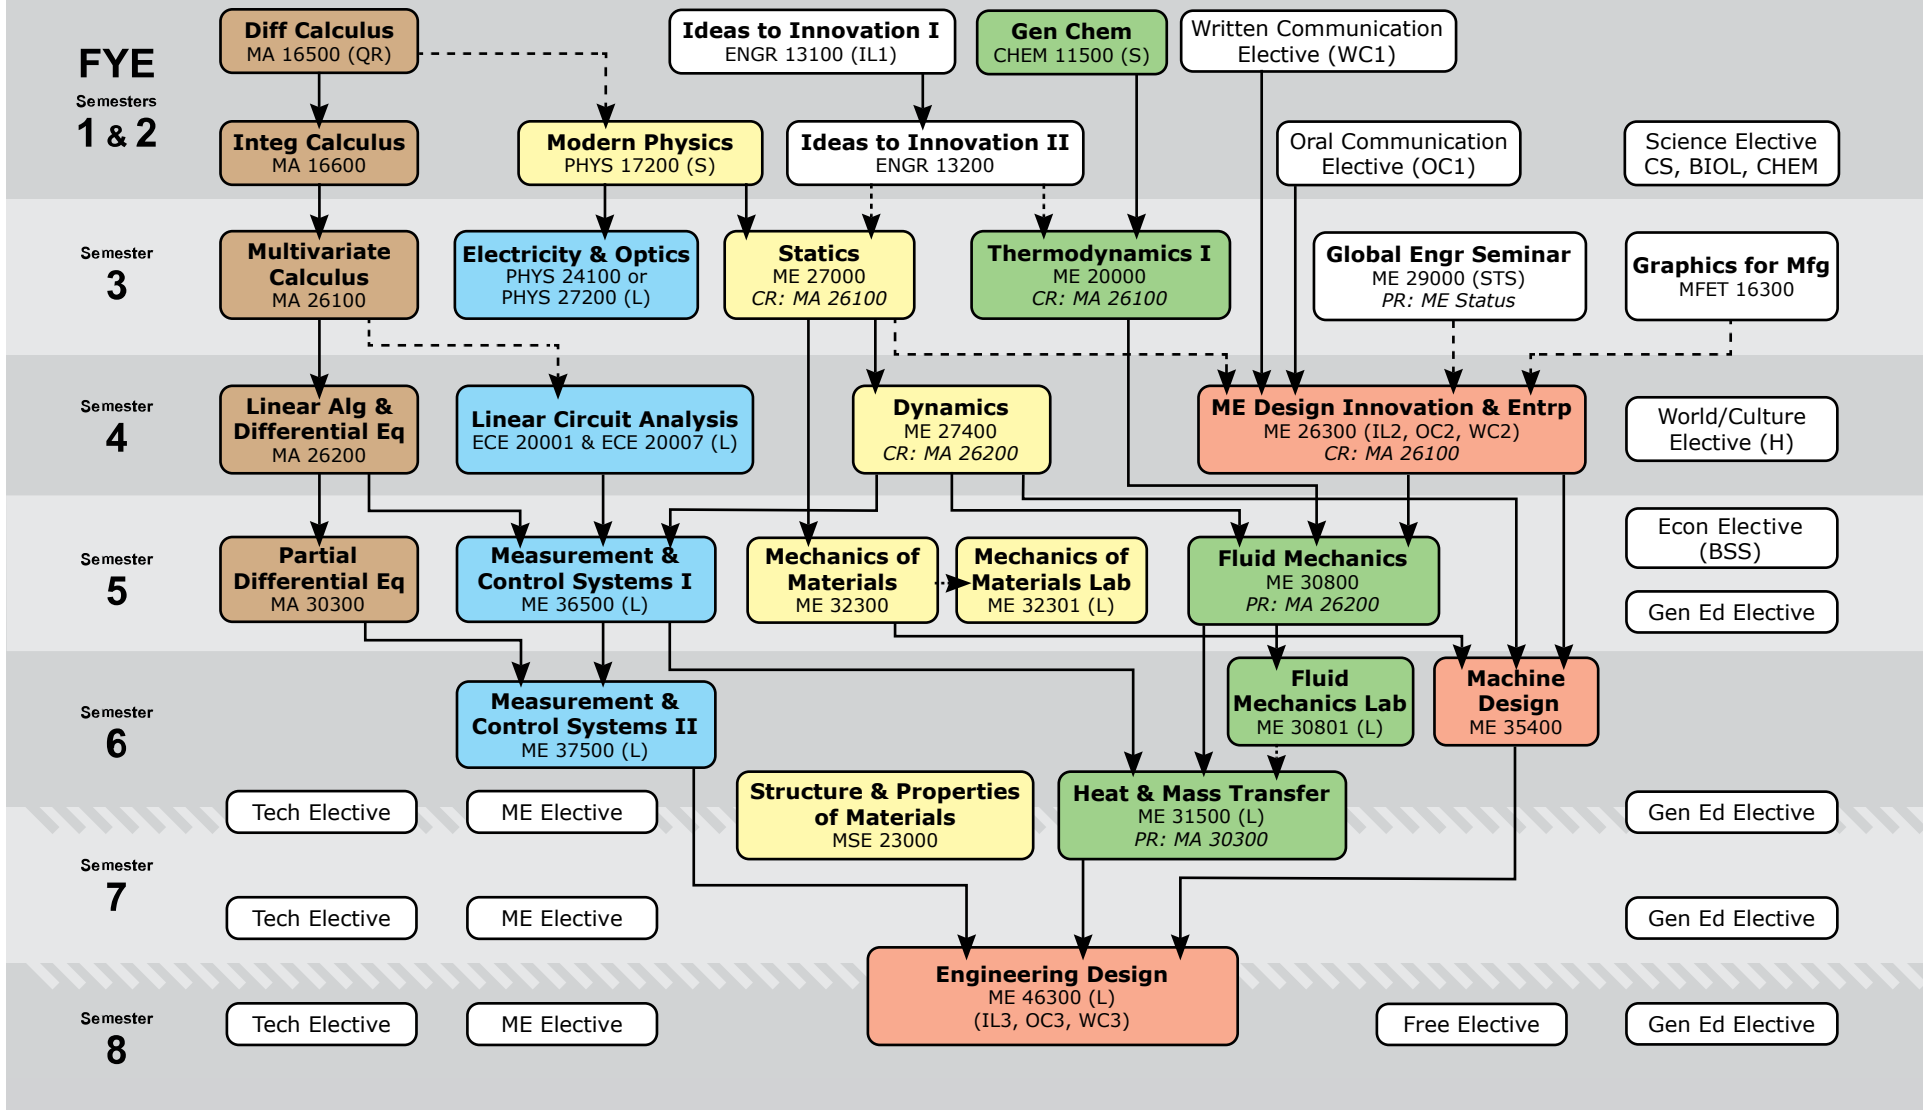 FYE
Semesters
1 & 2
Diff Calculus
MA 16500 (QR)
Ideas to Innovation I
ENGR 13100 (IL1)
Gen Chem
CHEM 11500 (S)
Written Communication
Elective (WC1)
Integ Calculus
MA 16600
Modern Physics
PHYS 17200 (S)
Ideas to Innovation II
ENGR 13200
Oral Communication
Elective (OC1)
Science Elective
CS, BIOL, CHEM
Semester
3
Multivariate
Calculus
MA 26100
Electricity & Optics
PHYS 24100 or
PHYS 27200 (L)
Statics
ME 27000
CR: MA 26100
Thermodynamics I
ME 20000
CR: MA 26100
Global Engr Seminar
ME 29000 (STS)
PR: ME Status
Graphics for Mfg
MFET 16300
Semester
4
Linear Alg &
Differential Eq
MA 26200
Linear Circuit Analysis
ECE 20001 & ECE 20007 (L)
Dynamics
ME 27400
CR: MA 26200
ME Design Innovation & Entrp
ME 26300 (IL2, OC2, WC2)
CR: MA 26100
World/Culture
Elective (H)
Semester
5
Partial
Differential Eq
MA 30300
Measurement &
Control Systems I
ME 36500 (L)
Mechanics of
Materials
ME 32300
Mechanics of
Materials Lab
ME 32301 (L)
Fluid Mechanics
ME 30800
PR: MA 26200
Econ Elective
(BSS)
Gen Ed Elective
Semester
6
Measurement &
Control Systems II
ME 37500 (L)
Fluid
Mechanics Lab
ME 30801 (L)
Machine
Design
ME 35400
Tech Elective
ME Elective
Structure & Properties
of Materials
MSE 23000
Heat & Mass Transfer
ME 31500 (L)
PR: MA 30300
Gen Ed Elective
Semester
7
Tech Elective
ME Elective
Gen Ed Elective
Engineering Design
ME 46300 (L)
(IL3, OC3, WC3)
Semester
8
Tech Elective
ME Elective
Free Elective
Gen Ed Elective